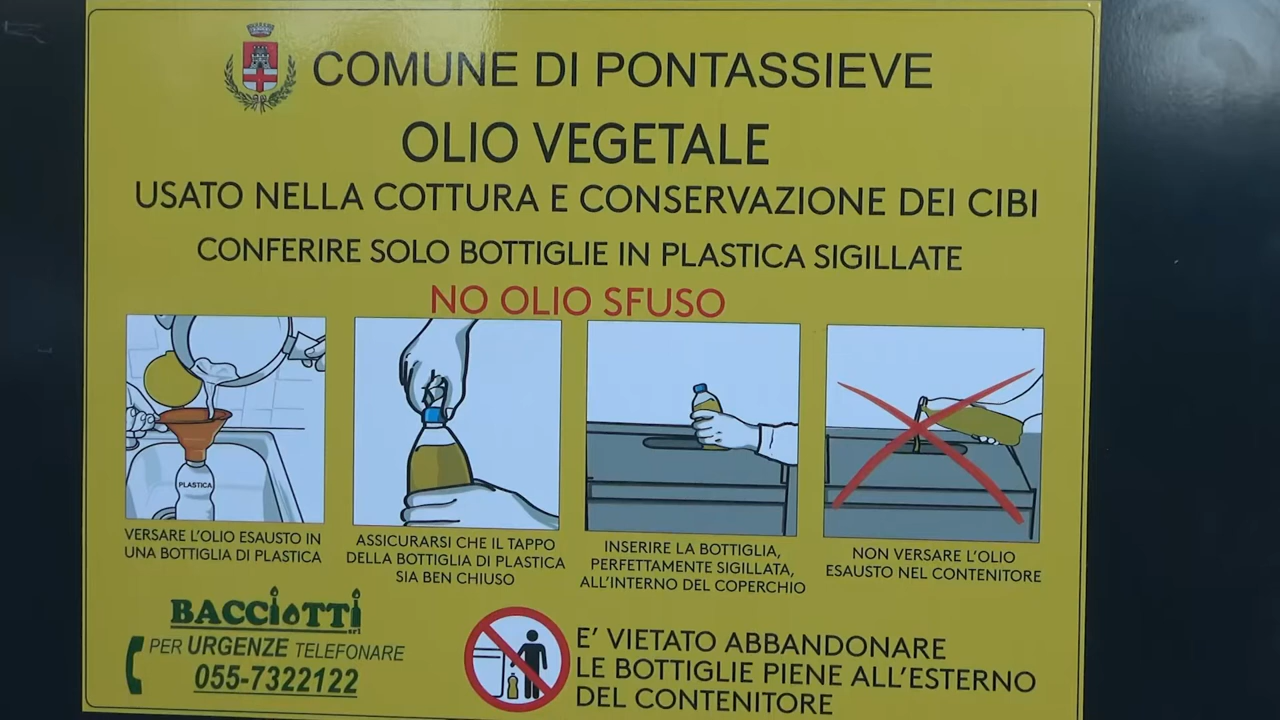 COMUNE DI PONTASSIEVE
OLIO VEGETALE
USATO NELLA COTTURA E CONSERVAZIONE DEI CIBI
CONFERIRE SOLO BOTTIGLIE IN PLASTICA SIGILLATE
NO OLIO SFUSO
PLASTICA
VERSARE L'OLIO ESAUSTO IN
UNA BOTTIGLIA DI PLASTICA
ASSICURARSI CHE IL TAPPO
DELLA BOTTIGLIA DI PLASTICA
SIA BEN CHIUSO
INSERIRE LA BOTTIGLIA,
PERFETTAMENTE SIGILLATA,
ALL'INTERNO DEL COPERCHIO
NON VERSARE L'OLIO
ESAUSTO NEL CONTENITORE
BACCIOTTI
srl
PER URGENZE TELEFONARE
055-7322122
E' VIETATO ABBANDONARE
LE BOTTIGLIE PIENE ALL'ESTERNO
DEL CONTENITORE